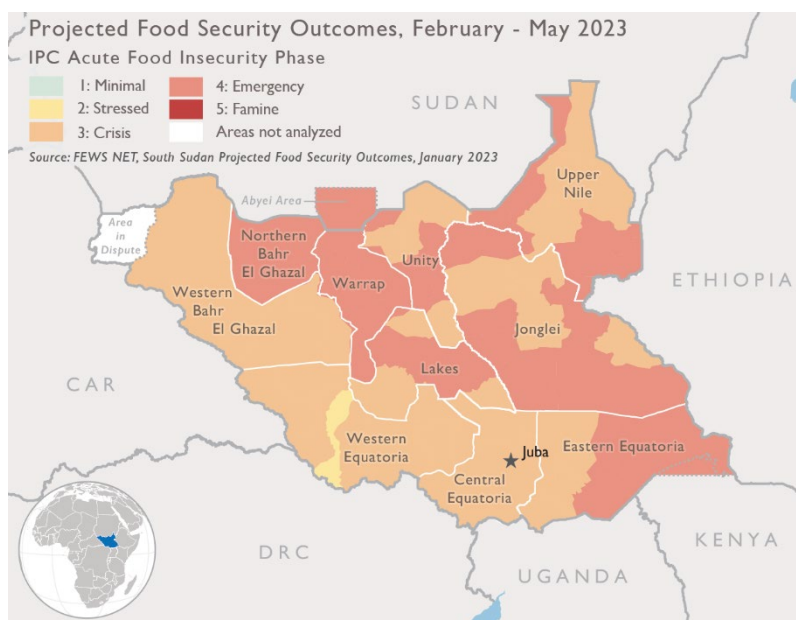 Projected Food Security Outcomes, February - May 2023
IPC Acute Food Insecurity Phase
1: Minimal
2: Stressed
3: Crisis
4: Emergency
5: Famine
Areas not analyzed
Source: FEWS NET, South Sudan Projected Food Security Outcomes, January 2023
SUDAN
Upper
Nile
Abyei Area
Area
in
Dispute
Northern
Bahr
El Ghazal
Unity
Warrap
ETHIOPIA
Western
Bahr
El Ghazal
Jonglei
Lakes
CAR
Western
Equatoria
Juba
Eastern Equatoria
Central
Equatoria
DRC
KENYA
UGANDA